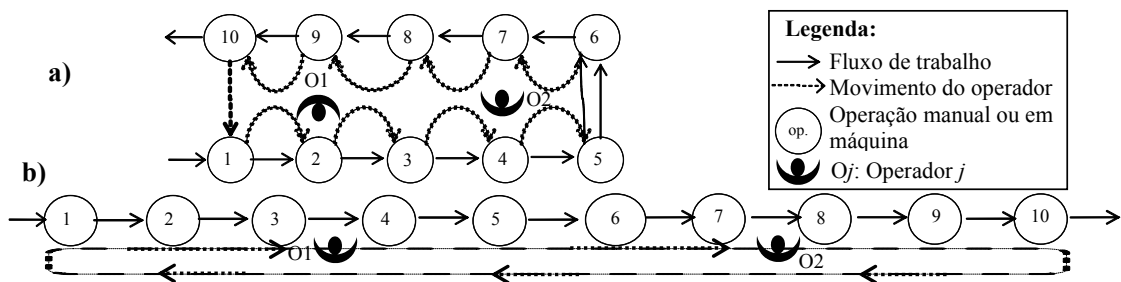 a)
10 9 8 7 6
O1 O2
1 2 3 4 5
b)
1 2 3 4 5 6 7 8 9 10
O1 O2
Legenda:
Fluxo de trabalho
Movimento do operador
op. Operação manual ou em
máquina
Oj: Operador j